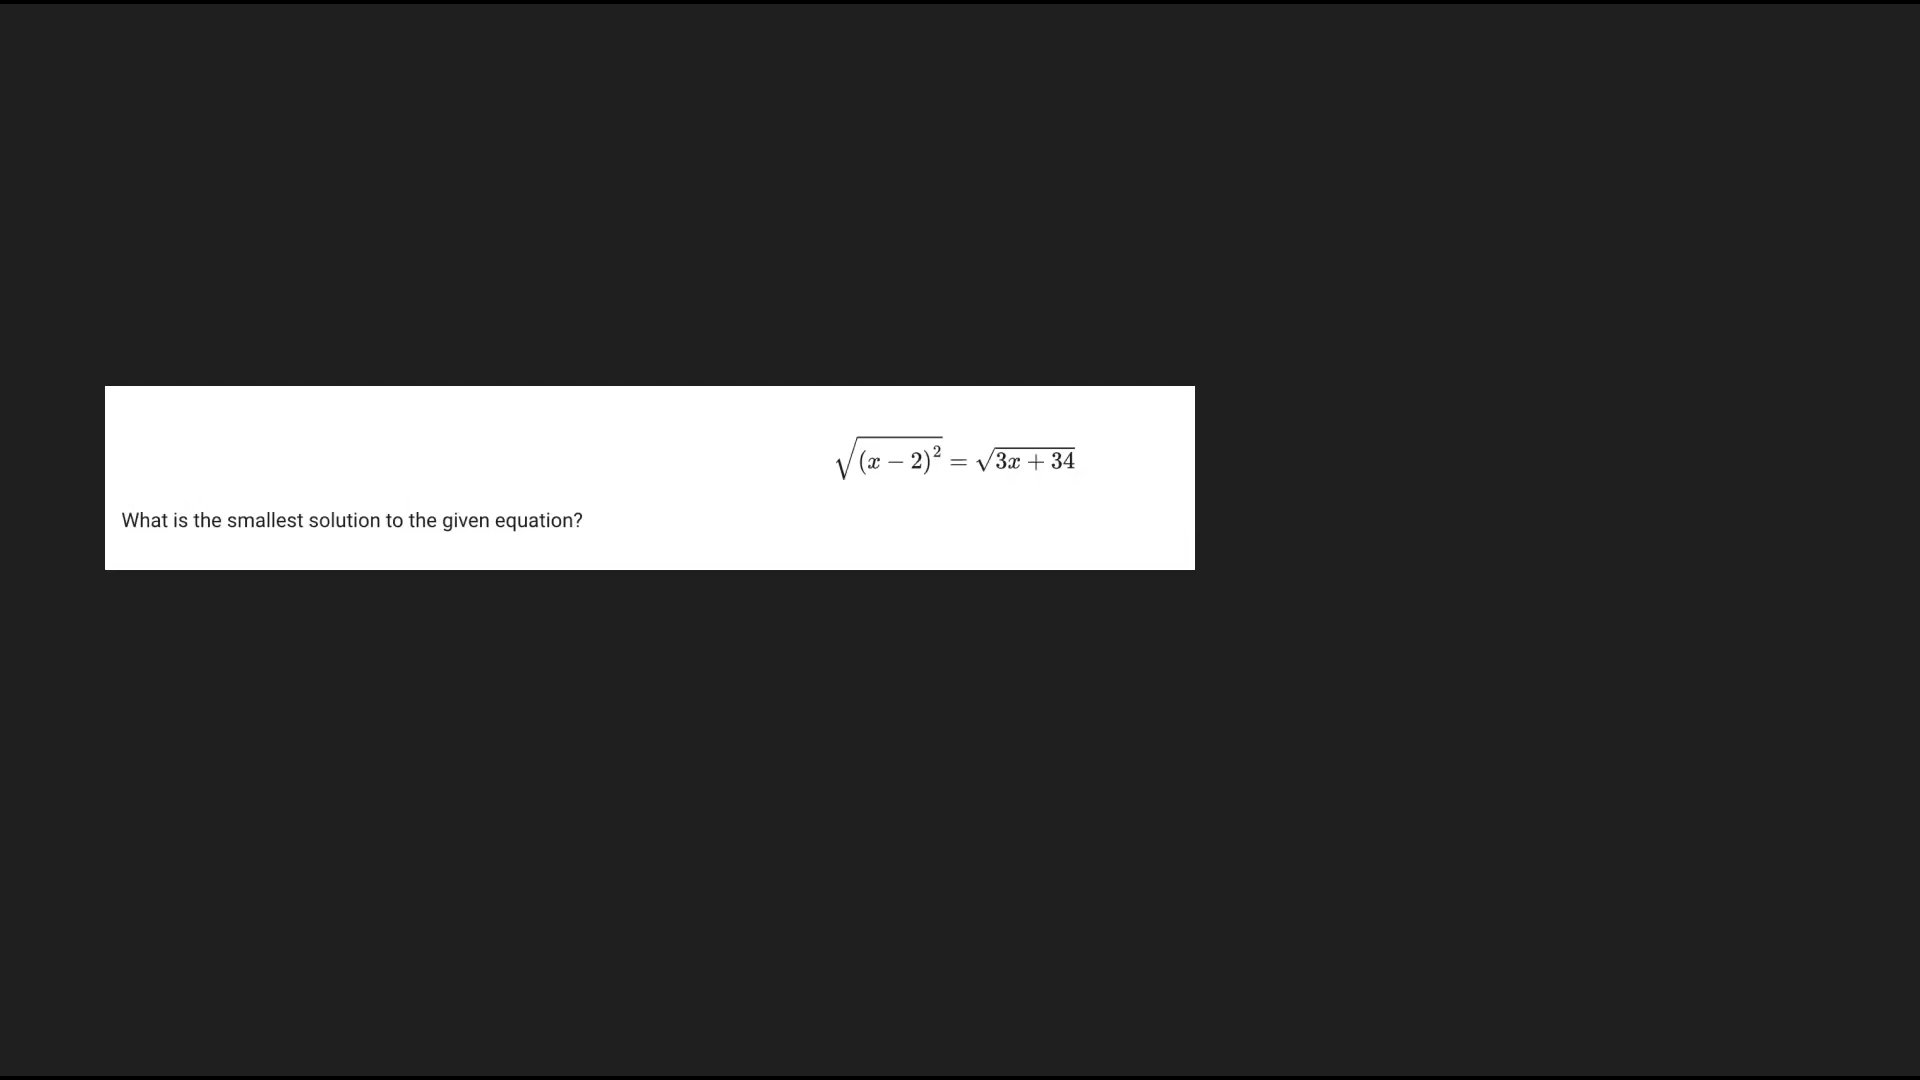 √(x − 2)² = √3x + 34
What is the smallest solution to the given equation?